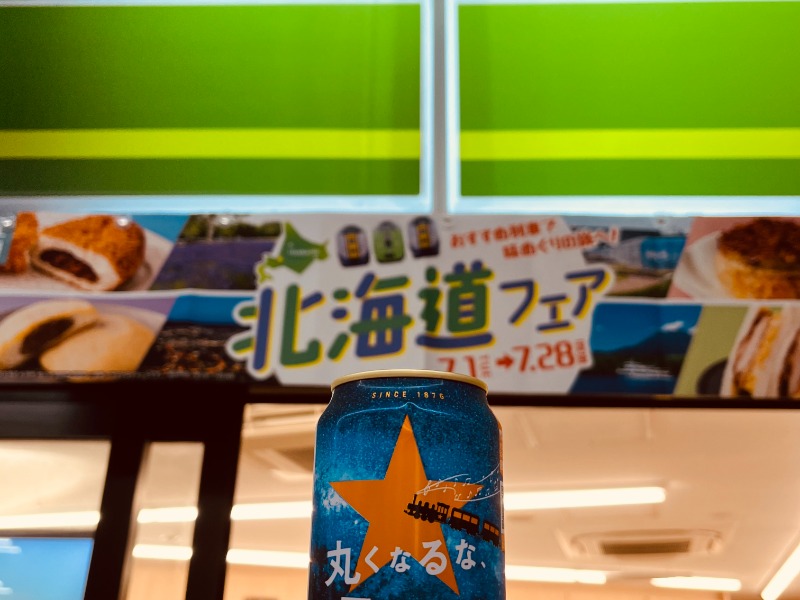 おすすめ列車で
味めぐりの旅へ!
北海道フェア
7.1→7.28
SINCE 1876
丸くなるな、